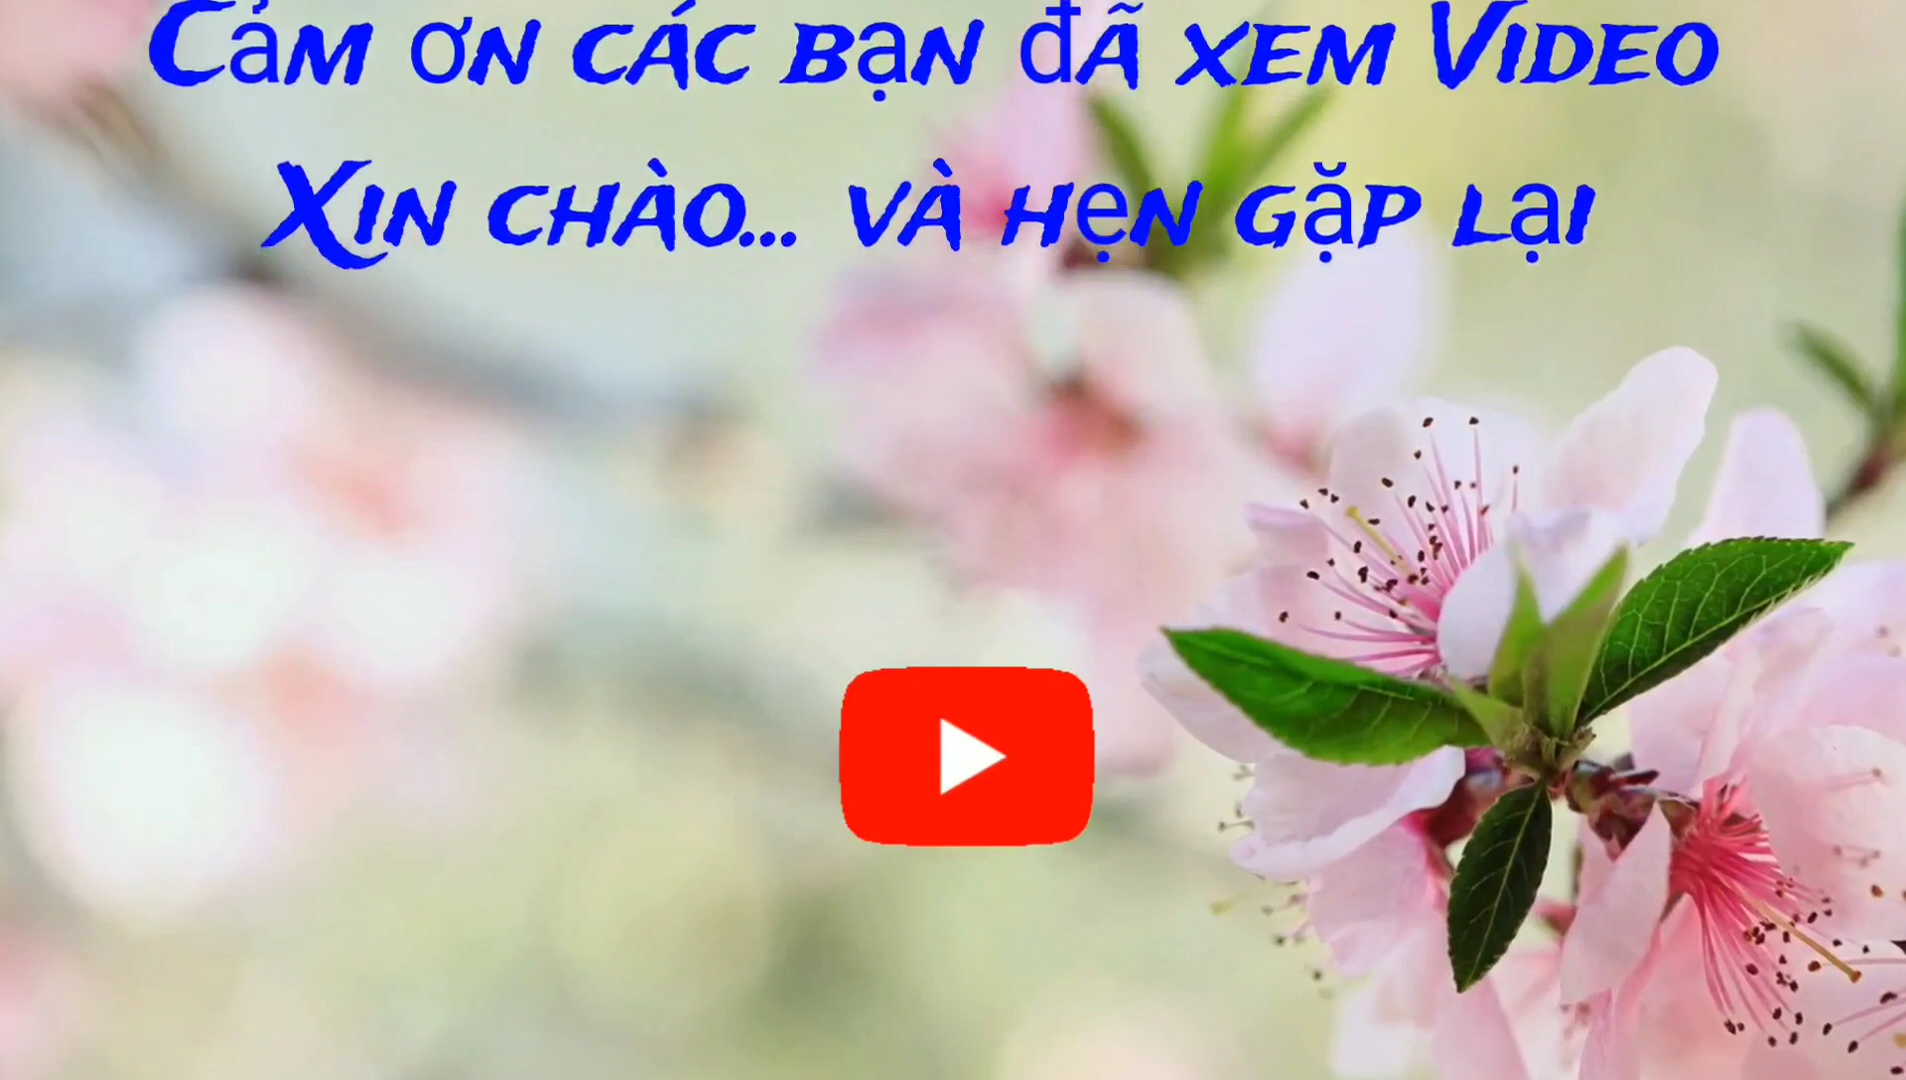 Cảm ơn các bạn đã xem Video
Xin chào... và hẹn gặp lại